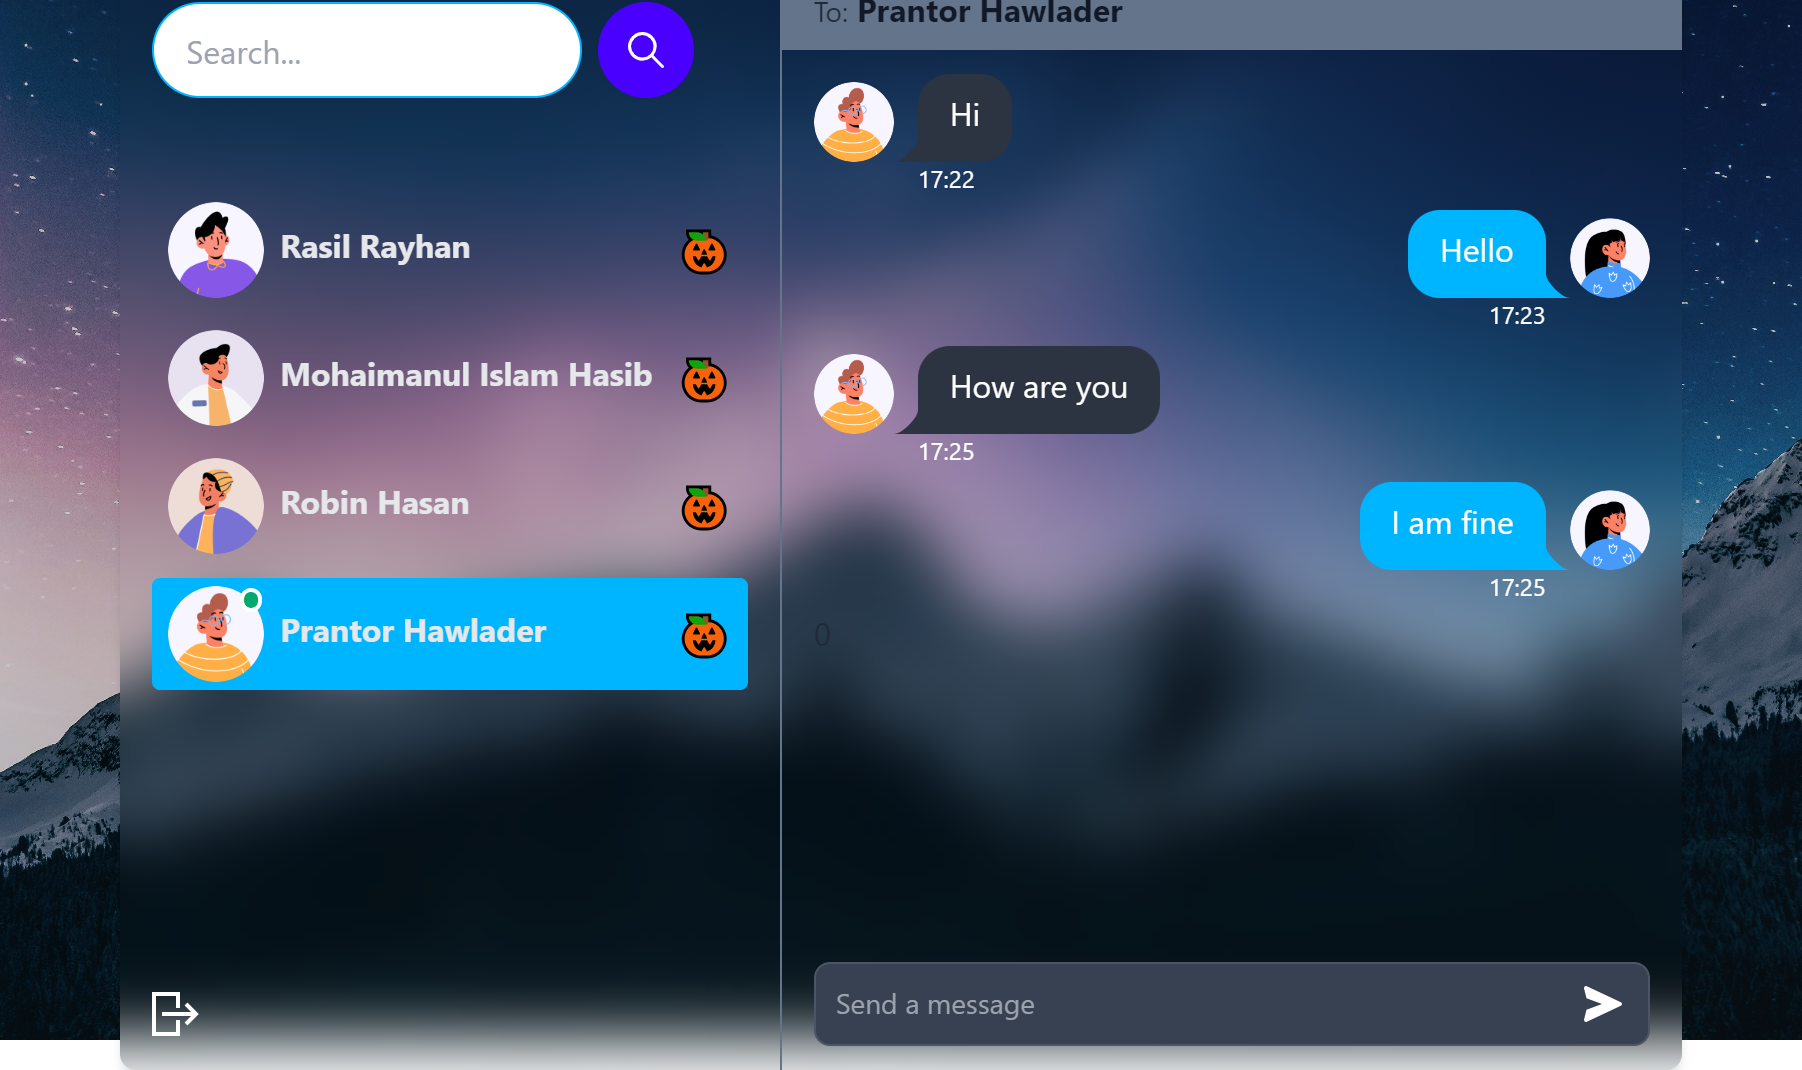 Search...
Rasil Rayhan
Mohaimanul Islam Hasib
Robin Hasan
Prantor Hawlader
To: Prantor Hawlader
Hi
17:22
Hello
17:23
How are you
17:25
I am fine
17:25
0
Send a message